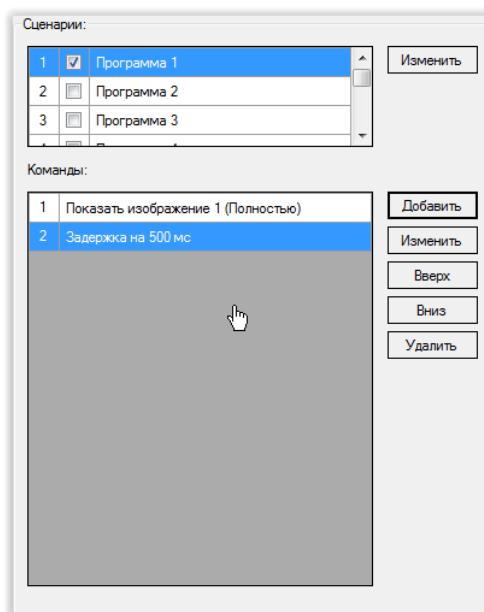 Сценарии:
1 Программа 1
Изменить
2 Программа 2
3 Программа 3
Команды:
1 Показать изображение 1 (Полностью)
Добавить
2 Задержка на 500 мс
Изменить
Вверх
Вниз
Удалить